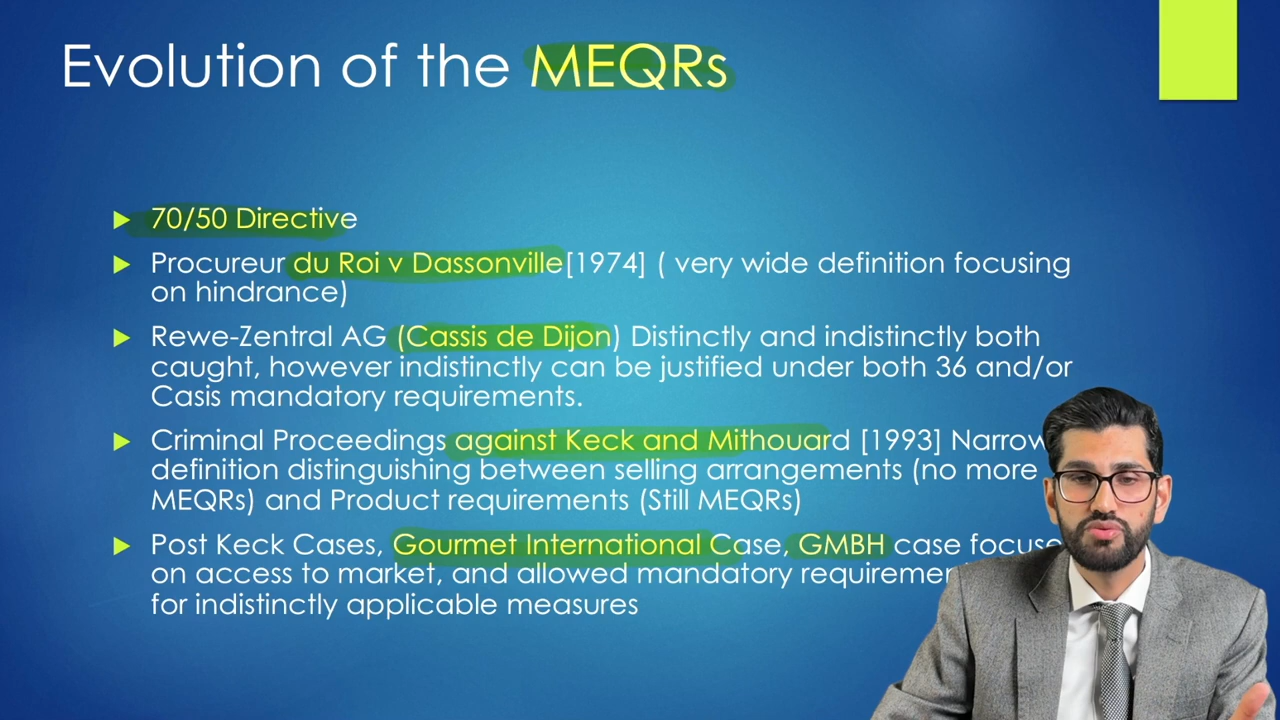 Evolution of the MEQRs
70/50 Directive
Procureur du Roi v Dassonville[1974] ( very wide definition focusing
on hindrance)
Rewe-Zentral AG (Cassis de Dijon) Distinctly and indistinctly both
caught, however indistinctly can be justified under both 36 and/or
Casis mandatory requirements.
Criminal Proceedings against Keck and Mithouard [1993] Narrow
definition distinguishing between selling arrangements (no more
MEQRs) and Product requirements (Still MEQRs)
Post Keck Cases, Gourmet International Case, GMBH case
on access to market, and allowed mandatory
for indistinctly applicable measures